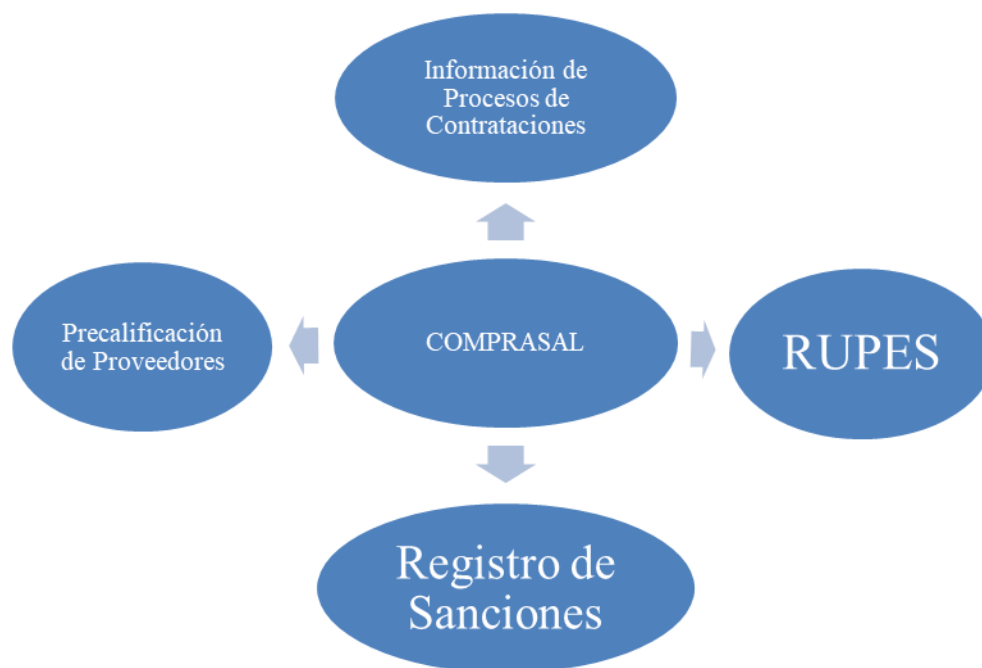 Información de
Procesos de
Contrataciones
Precalificación
de Proveedores
COMPRASAL
RUPES
Registro de
Sanciones